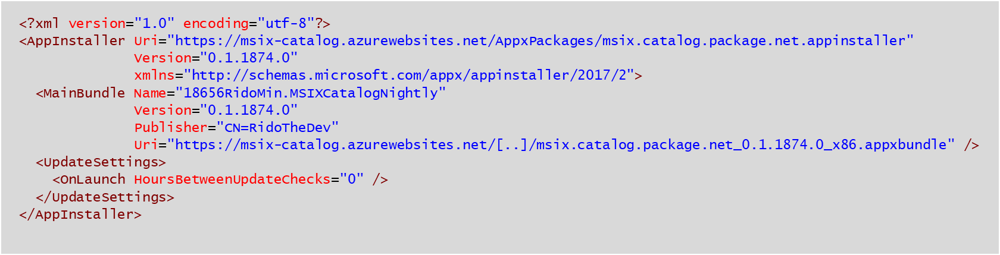 <?xml version="1.0" encoding="utf-8"?>
<AppInstaller Uri="https://msix-catalog.azurewebsites.net/AppxPackages/msix.catalog.package.net.appinstaller"
Version="0.1.1874.0"
xmlns="http://schemas.microsoft.com/appx/appinstaller/2017/2">
<MainBundle Name="18656RidoMin.MSIXCatalogNightly"
Version="0.1.1874.0"
Publisher="CN=RidoTheDev"
Uri="https://msix-catalog.azurewebsites.net/[..]/msix.catalog.package.net_0.1.1874.0_x86.appxbundle" />
<UpdateSettings>
<OnLaunch HoursBetweenUpdateChecks="0" />
</UpdateSettings>
</AppInstaller>